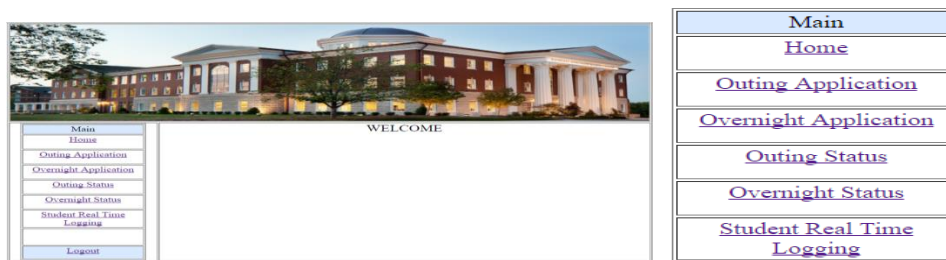 Main
Home
Outing Application
Overnight Application
Outing Status
Overnight Status
Student Real Time
Logging
Logout
WELCOME
Main
Home
Outing Application
Overnight Application
Outing Status
Overnight Status
Student Real Time
Logging